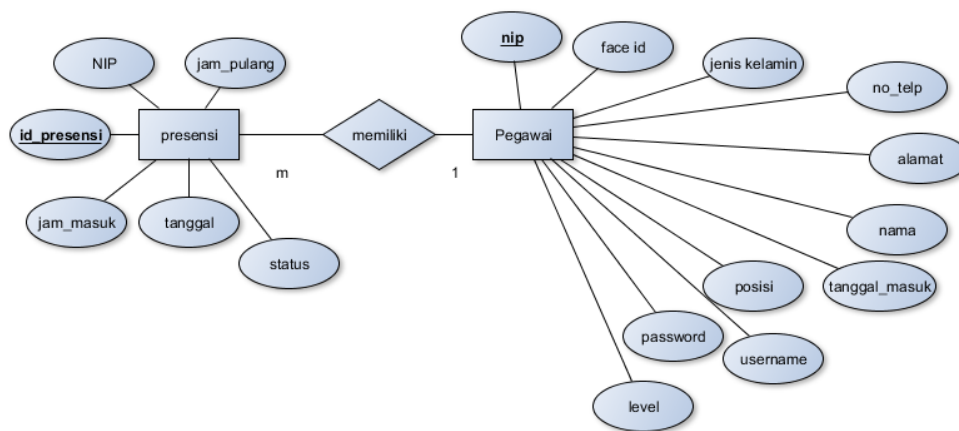 nip
face id
NIP
jam_pulang
jenis kelamin
no_telp
id_presensi
presensi
memiliki
Pegawai
alamat
m
1
jam_masuk
tanggal
nama
status
posisi
tanggal_masuk
password
username
level